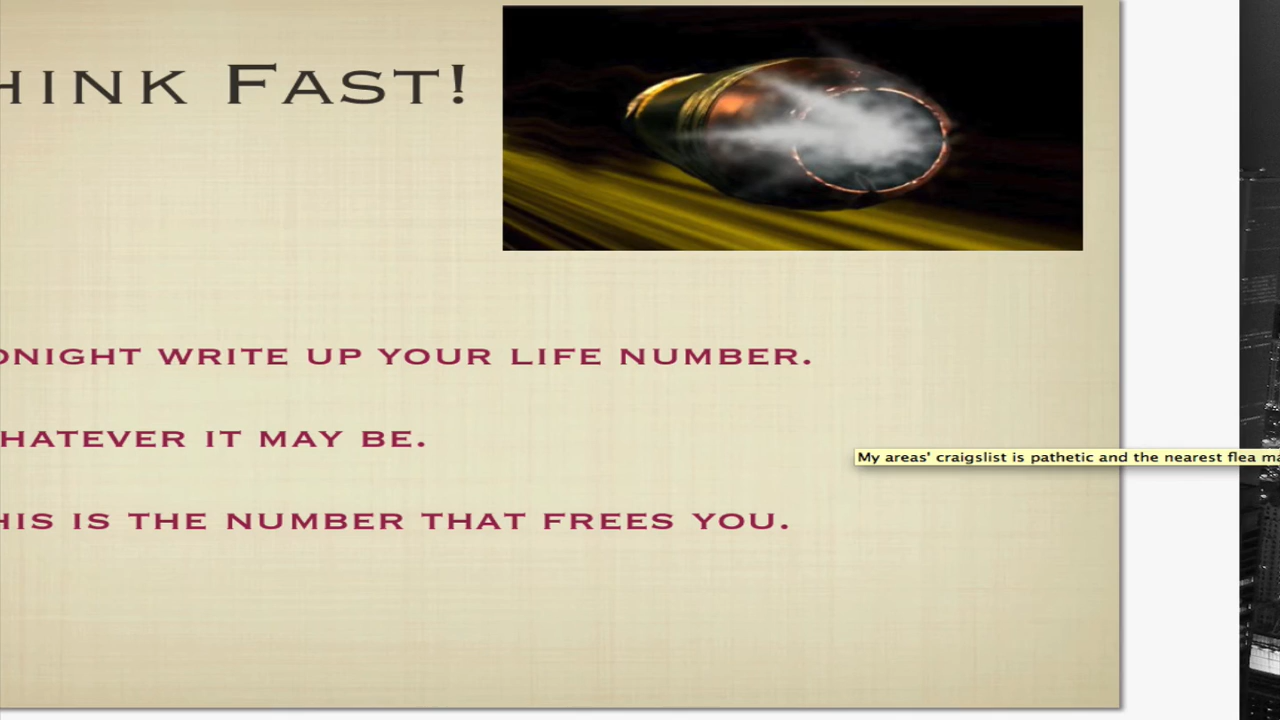 HINK FAST!
ONIGHT WRITE UP YOUR LIFE NUMBER.
HATEVER IT MAY BE.
My areas' craigslist is pathetic and the nearest flea ma
HIS IS THE NUMBER THAT FREES YOU.